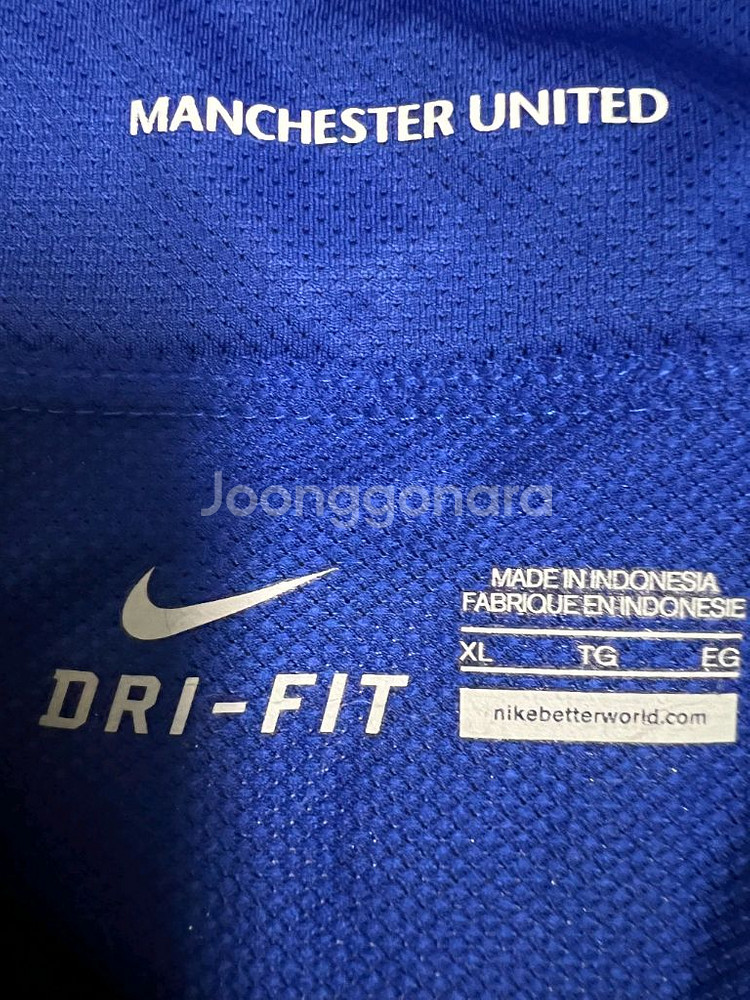 MANCHESTER UNITED
Joonggonara
MADE IN INDONESIA
FABRIQUE EN INDONESIE
XL TG EG
DRI-FIT
nikebetterworld.com